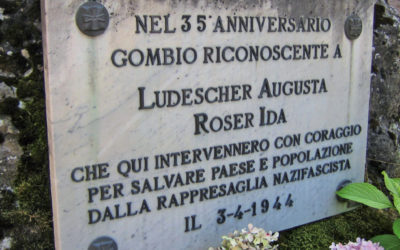 NEL 35° ANNIVERSARIO
GOMBIO RICONOSCENTE A
LUDESCHER AUGUSTA
ROSER IDA
CHE QUI INTERVENNERO CON CORAGGIO
PER SALVARE PAESE E POPOLAZIONE
DALLA RAPPRESAGLIA NAZIFASCISTA
IL 3-4-1944